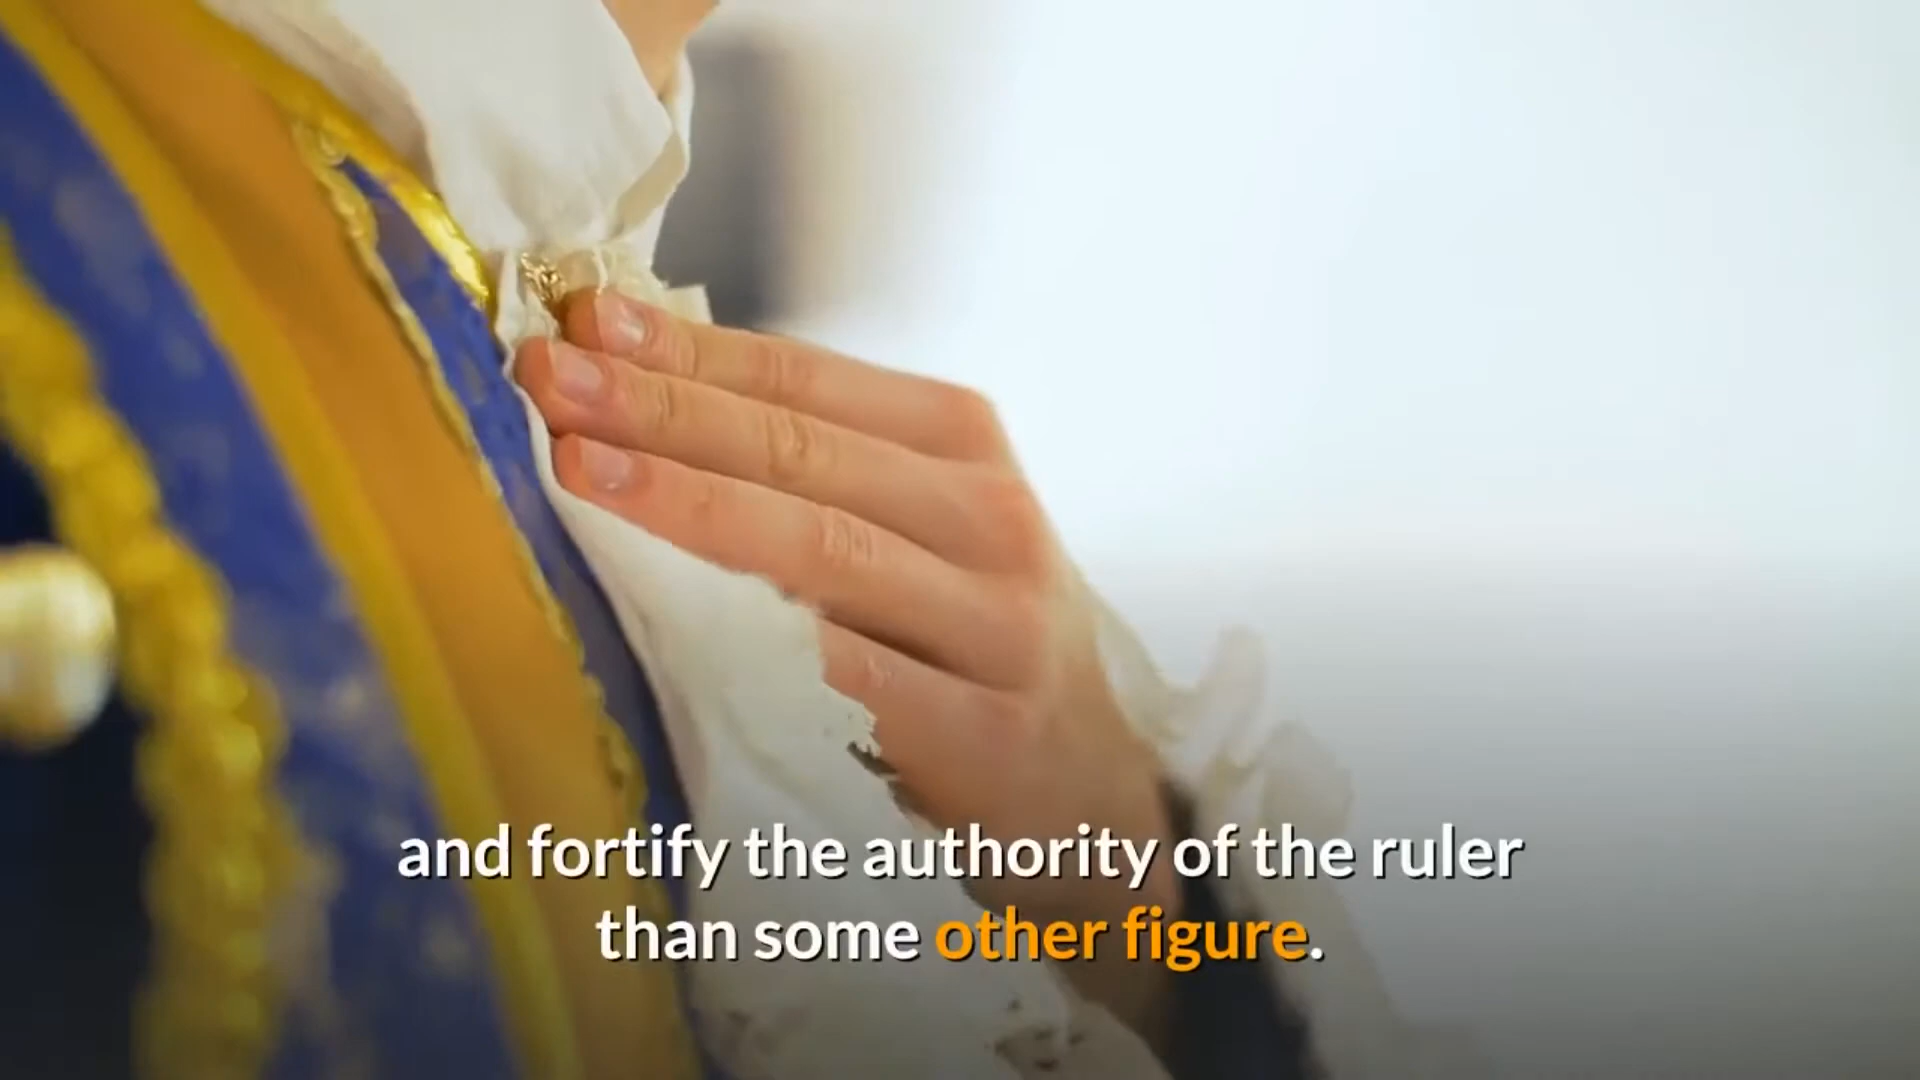 and fortify the authority of the ruler
than some other figure.